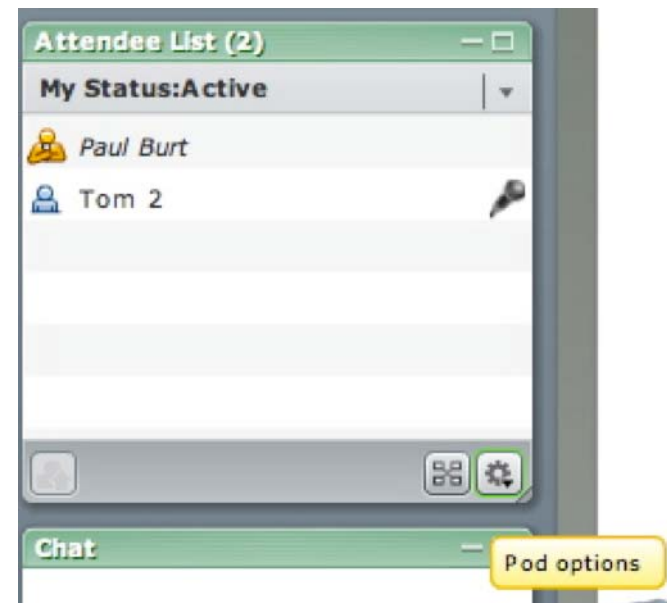 Attendee List (2)
My Status:Active
Paul Burt
Tom 2
Chat
Pod options